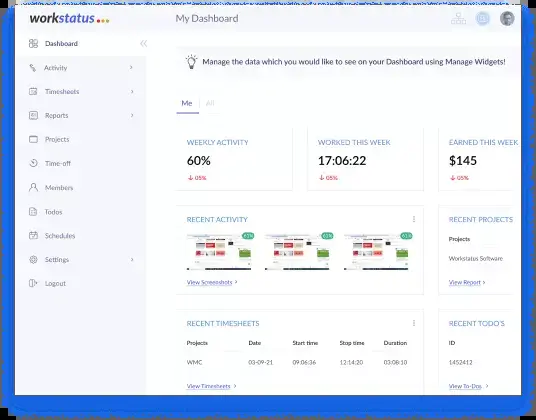 workstatus
My Dashboard
Dashboard
Activity
Timesheets
Reports
Projects
Time-off
Members
Todos
Schedules
Settings
Logout
Manage the data which you would like to see on your Dashboard using Manage Widgets!
Me
All
WEEKLY ACTIVITY
60%
05%
WORKED THIS WEEK
17:06:22
05%
EARNED THIS WEEK
$145
05%
RECENT ACTIVITY
61% 61% 61%
View Screenshots
RECENT PROJECTS
Projects
Workstatus Software
View Report
RECENT TIMESHEETS
Projects Date Start time Stop time Duration
WMC 03-09-21 09:06:36 12:14:20 03:08:10
View Timesheets
RECENT TODO'S
ID
1452412
View To-Dos